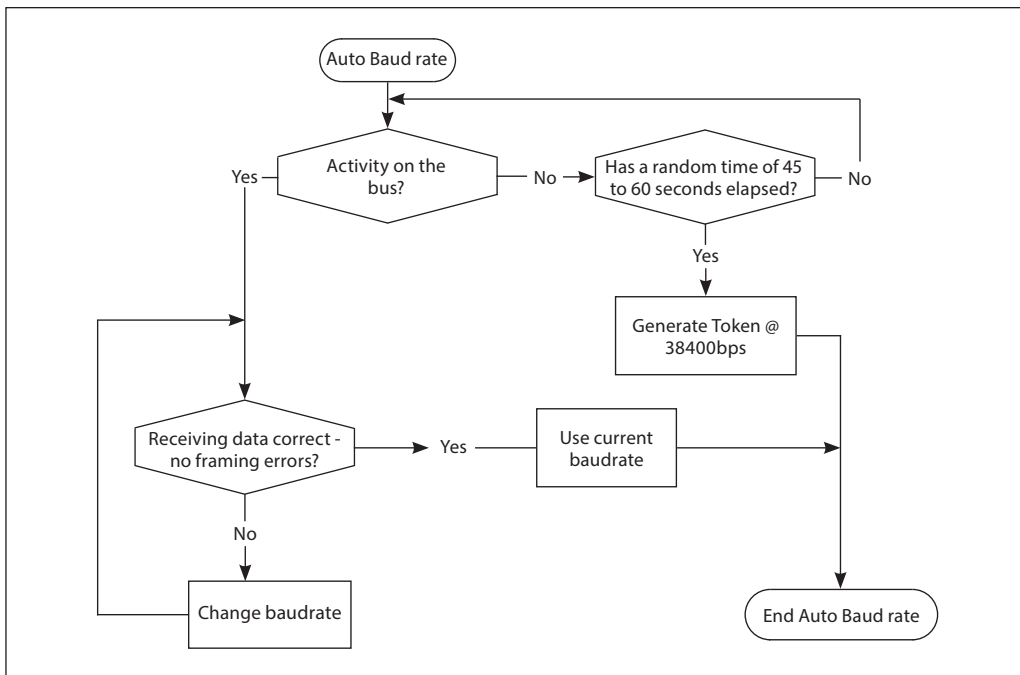 Auto Baud rate
Activity on the
bus?
Yes
No
Has a random time of 45
to 60 seconds elapsed?
No
Yes
Generate Token @
38400bps
Receiving data correct -
no framing errors?
Yes
Use current
baudrate
No
Change baudrate
End Auto Baud rate